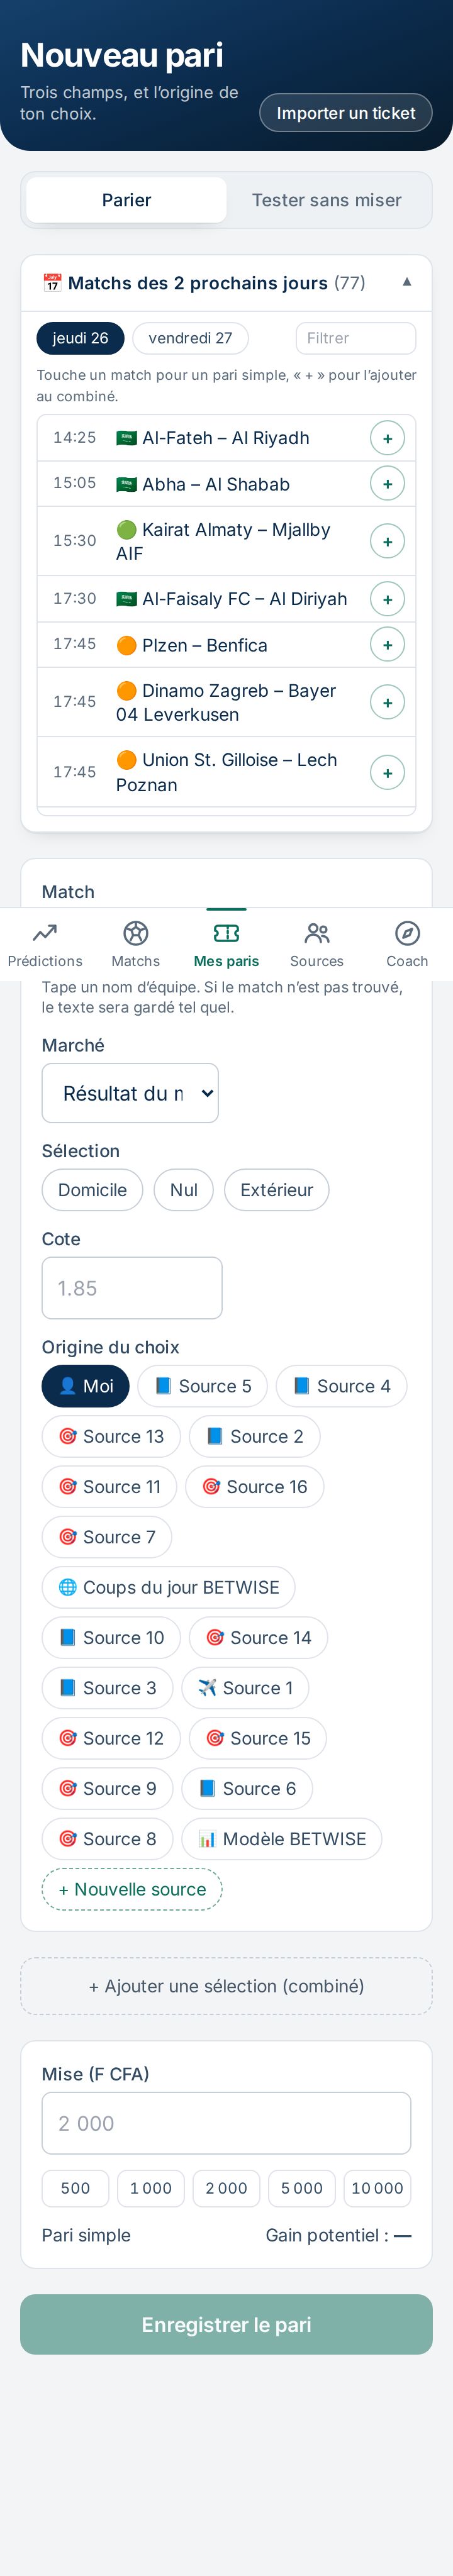 Nouveau pari
Trois champs, et l'origine de
ton choix.
Importer un ticket
Parier
Tester sans miser
Matchs des 2 prochains jours (77)
jeudi 26
vendredi 27
Filtrer
Touche un match pour un pari simple, « + » pour l'ajouter
au combiné.
14:25 Al-Fateh – Al Riyadh +
15:05 Abha – Al Shabab +
15:30 Kairat Almaty – Mjallby
AIF +
17:30 Al-Faisaly FC – Al Diriyah +
17:45 Plzen – Benfica +
17:45 Dinamo Zagreb – Bayer
04 Leverkusen +
17:45 Union St. Gilloise – Lech
Poznan +
Match
Prédictions
Matchs
Mes paris
Sources
Coach
Tape un nom d'équipe. Si le match n'est pas trouvé,
le texte sera gardé tel quel.
Marché
Résultat du n
Sélection
Domicile
Nul
Extérieur
Cote
1.85
Origine du choix
Moi
Source 5
Source 4
Source 13
Source 2
Source 11
Source 16
Source 7
Coups du jour BETWISE
Source 10
Source 14
Source 3
Source 1
Source 12
Source 15
Source 9
Source 6
Source 8
Modèle BETWISE
+ Nouvelle source
+ Ajouter une sélection (combiné)
Mise (F CFA)
2 000
500
1 000
2 000
5 000
10 000
Pari simple
Gain potentiel : —
Enregistrer le pari